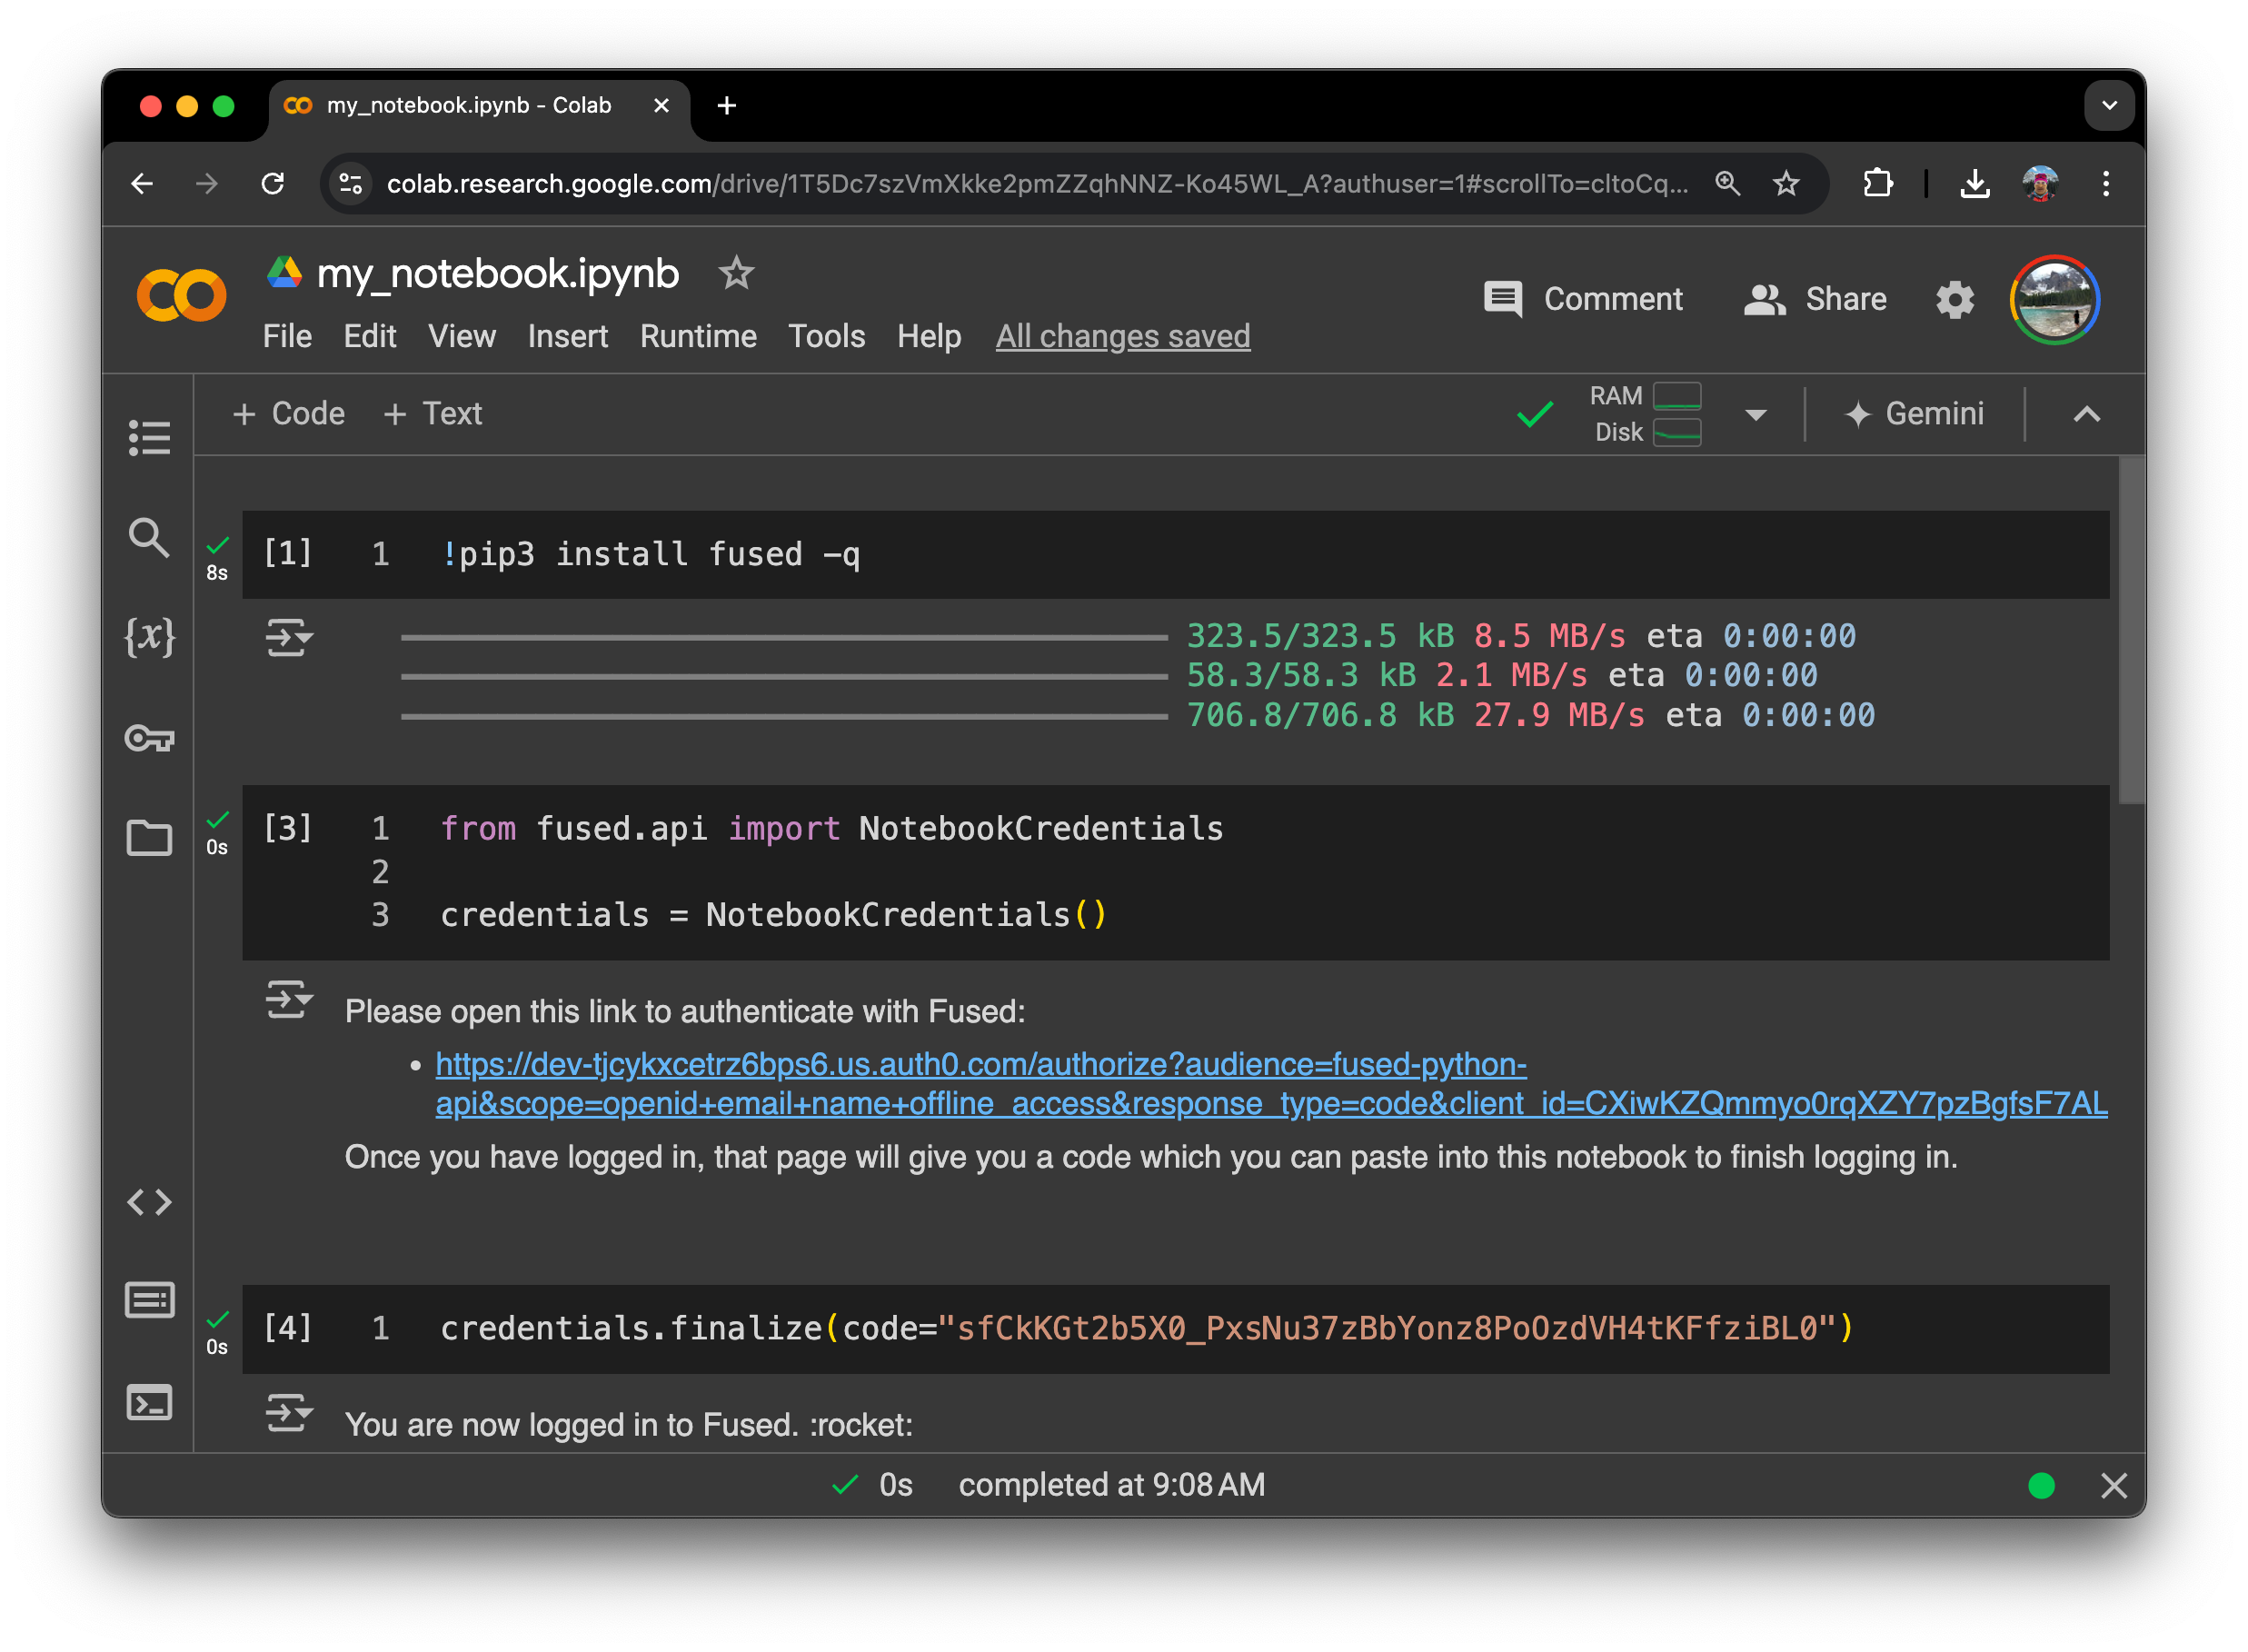 my_notebook.ipynb - Colab
colab.research.google.com/drive/1T5Dc7szVmXkke2pmZZqhNNZ-Ko45WL_A?authuser=1#scrollTo=cltoCq...
my_notebook.ipynb
Comment Share
File Edit View Insert Runtime Tools Help All changes saved
+ Code + Text
RAM
Disk
Gemini
[1] 1 !pip3 install fused -q
8s
323.5/323.5 kB 8.5 MB/s eta 0:00:00
58.3/58.3 kB 2.1 MB/s eta 0:00:00
706.8/706.8 kB 27.9 MB/s eta 0:00:00
{x}
[3] 1 from fused.api import NotebookCredentials
0s
2
3 credentials = NotebookCredentials()
Please open this link to authenticate with Fused:
• https://dev-tjcykxcetrz6bps6.us.auth0.com/authorize?audience=fused-python-
api&scope=openid+email+name+offline_access&response_type=code&client_id=CXiwKZQmmyo0rqXZY7pzBgfsF7AL
Once you have logged in, that page will give you a code which you can paste into this notebook to finish logging in.
[4] 1 credentials.finalize(code="sfCkKGt2b5X0_PxsNu37zBbYonz8PoOzdVH4tKFfziBL0")
0s
You are now logged in to Fused. :rocket:
0s completed at 9:08 AM